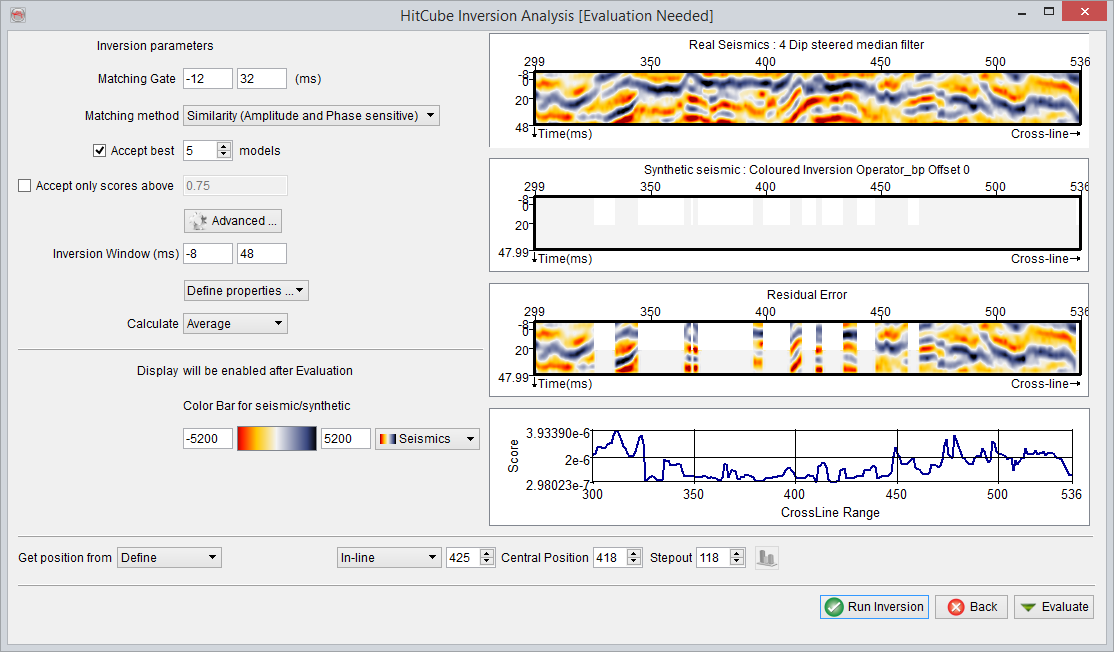 HitCube Inversion Analysis [Evaluation Needed]
Inversion parameters
Matching Gate -12 32 (ms)
Matching method Similarity (Amplitude and Phase sensitive)
Accept best 5 models
Accept only scores above 0.75
Advanced ...
Inversion Window (ms) -8 48
Define properties ...
Calculate Average
Display will be enabled after Evaluation
Color Bar for seismic/synthetic
-5200 5200 Seismics
Real Seismics : 4 Dip steered median filter
299 350 400 450 500 536
-8
0
20
48
Time(ms) Cross-line
Synthetic seismic : Coloured Inversion Operator_bp Offset 0
299 350 400 450 500 536
-8
0
20
47.99
Time(ms) Cross-line
Residual Error
299 350 400 450 500 536
-8
0
20
47.99
Time(ms) Cross-line
Score
3.93390e-6
2e-6
2.98023e-7
300 350 400 450 500 536
CrossLine Range
Get position from Define In-line 425 Central Position 418 Stepout 118
Run Inversion Back Evaluate